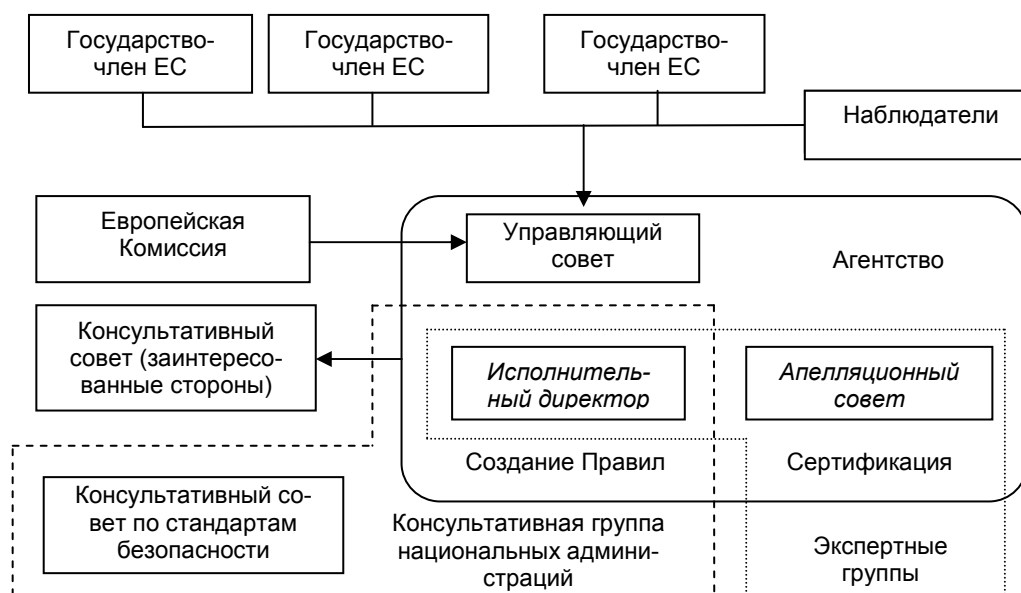 Государство-
член ЕС
Государство-
член ЕС
Государство-
член ЕС
Наблюдатели
Европейская
Комиссия
Управляющий
совет
Агентство
Консультативный
совет (заинтересо-
ванные стороны)
Исполнитель-
ный директор
Апелляционный
совет
Создание Правил
Сертификация
Консультативный со-
вет по стандартам
безопасности
Консультативная группа
национальных админи-
страций
Экспертные
группы